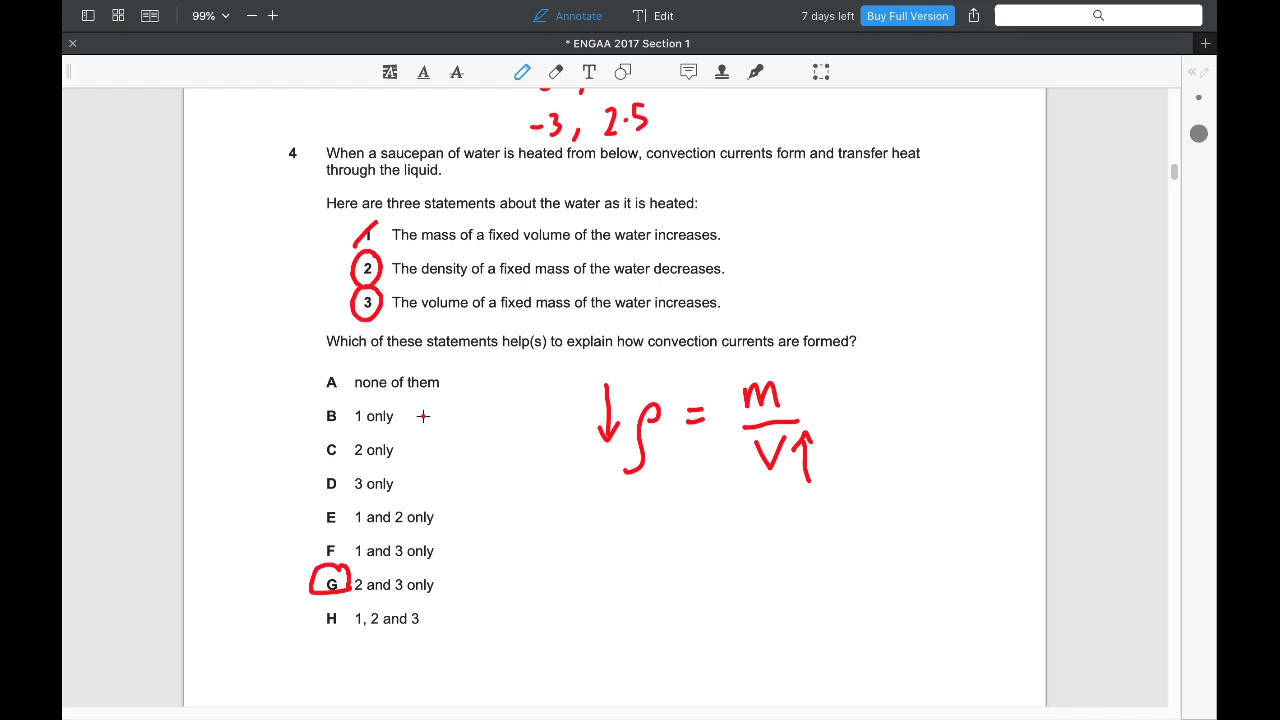 99% Annotate Edit 7 days left Buy Full Version
* ENGAA 2017 Section 1
-3, 2.5
4 When a saucepan of water is heated from below, convection currents form and transfer heat
through the liquid.
Here are three statements about the water as it is heated:
1 The mass of a fixed volume of the water increases.
2 The density of a fixed mass of the water decreases.
3 The volume of a fixed mass of the water increases.
Which of these statements help(s) to explain how convection currents are formed?
A none of them
B 1 only
C 2 only
D 3 only
E 1 and 2 only
F 1 and 3 only
G 2 and 3 only
H 1, 2 and 3
↓ρ = m/V↑